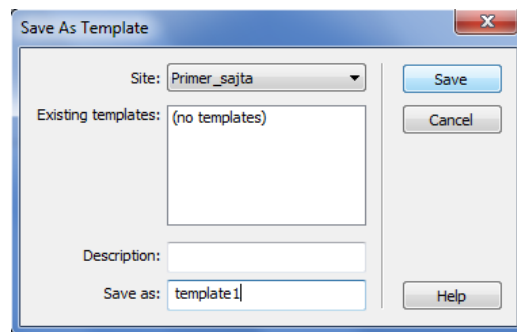 Save As Template
Site: Primer_sajta
Save
Existing templates: (no templates)
Cancel
Description:
Save as: template1
Help